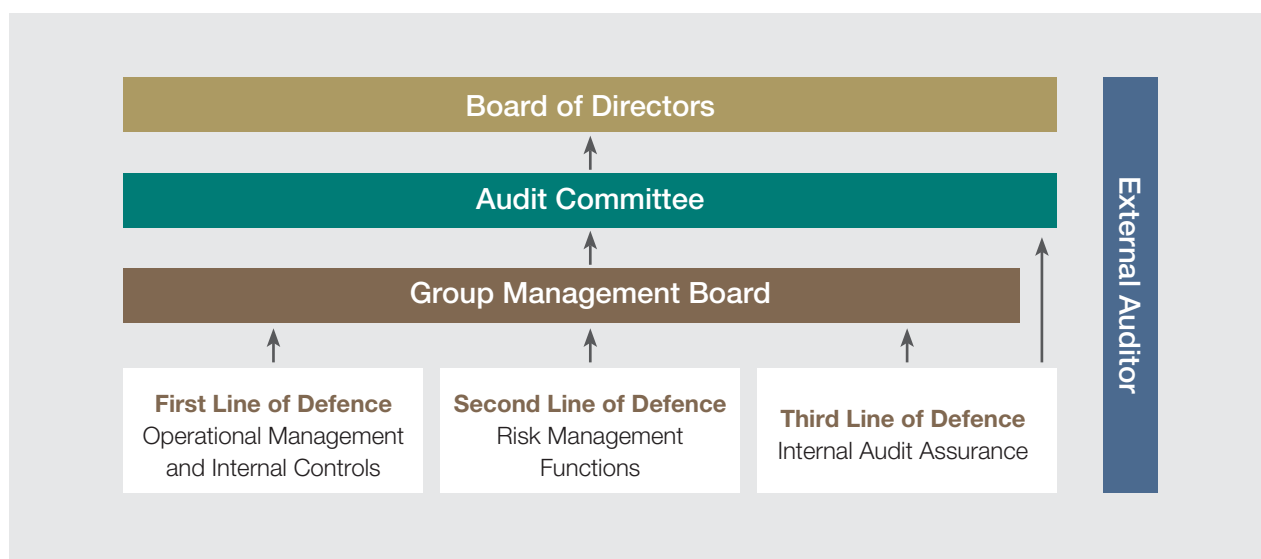 Board of Directors
Audit Committee
Group Management Board
First Line of Defence
Operational Management
and Internal Controls
Second Line of Defence
Risk Management
Functions
Third Line of Defence
Internal Audit Assurance
External Auditor